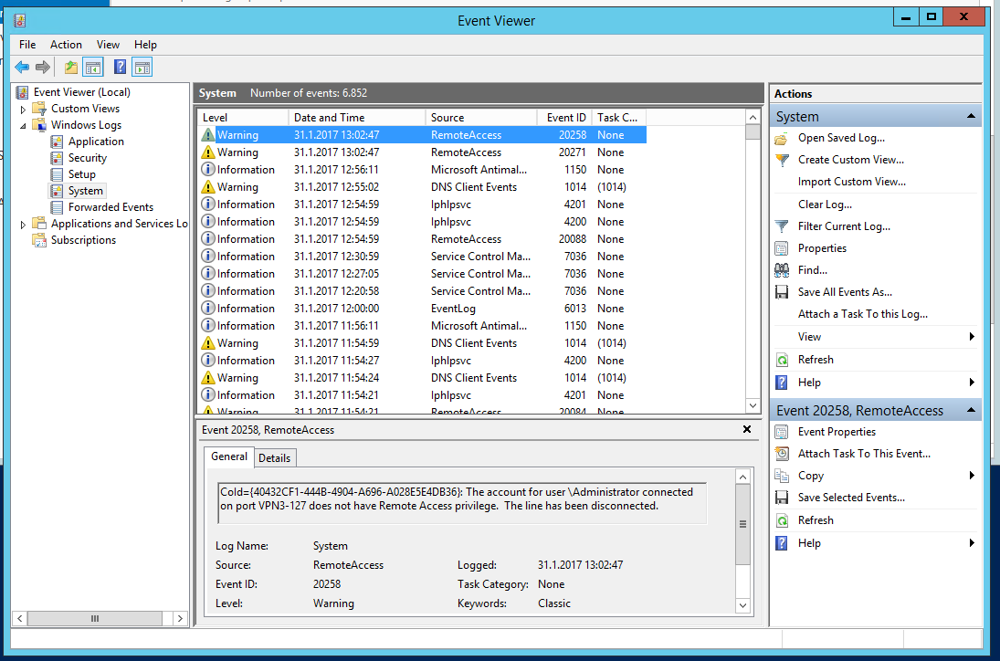 Event Viewer
File Action View Help
Event Viewer (Local)
Custom Views
Windows Logs
Application
Security
Setup
System
Forwarded Events
Applications and Services Lo
Subscriptions
System Number of events: 6.852
Level Date and Time Source Event ID Task C...
Warning 31.1.2017 13:02:47 RemoteAccess 20258 None
Warning 31.1.2017 13:02:47 RemoteAccess 20271 None
Information 31.1.2017 12:56:11 Microsoft Antimal... 1150 None
Warning 31.1.2017 12:55:02 DNS Client Events 1014 (1014)
Information 31.1.2017 12:54:59 Iphlpsvc 4201 None
Information 31.1.2017 12:54:59 Iphlpsvc 4200 None
Information 31.1.2017 12:54:59 RemoteAccess 20088 None
Information 31.1.2017 12:30:59 Service Control Ma... 7036 None
Information 31.1.2017 12:27:05 Service Control Ma... 7036 None
Information 31.1.2017 12:20:58 Service Control Ma... 7036 None
Information 31.1.2017 12:00:00 EventLog 6013 None
Information 31.1.2017 11:56:11 Microsoft Antimal... 1150 None
Warning 31.1.2017 11:54:59 DNS Client Events 1014 (1014)
Information 31.1.2017 11:54:27 Iphlpsvc 4200 None
Warning 31.1.2017 11:54:24 DNS Client Events 1014 (1014)
Information 31.1.2017 11:54:21 Iphlpsvc 4201 None
Warning 31.1.2017 11:54:21 RemoteAccess 20084 None
Event 20258, RemoteAccess
General Details
CoId={40432CF1-444B-4904-A696-A028E5E4DB36}: The account for user \Administrator connected
on port VPN3-127 does not have Remote Access privilege. The line has been disconnected.
Log Name: System
Source: RemoteAccess Logged: 31.1.2017 13:02:47
Event ID: 20258 Task Category: None
Level: Warning Keywords: Classic
Actions
System
Open Saved Log...
Create Custom View...
Import Custom View...
Clear Log...
Filter Current Log...
Properties
Find...
Save All Events As...
Attach a Task To this Log...
View
Refresh
Help
Event 20258, RemoteAccess
Event Properties
Attach Task To This Event...
Copy
Save Selected Events...
Refresh
Help